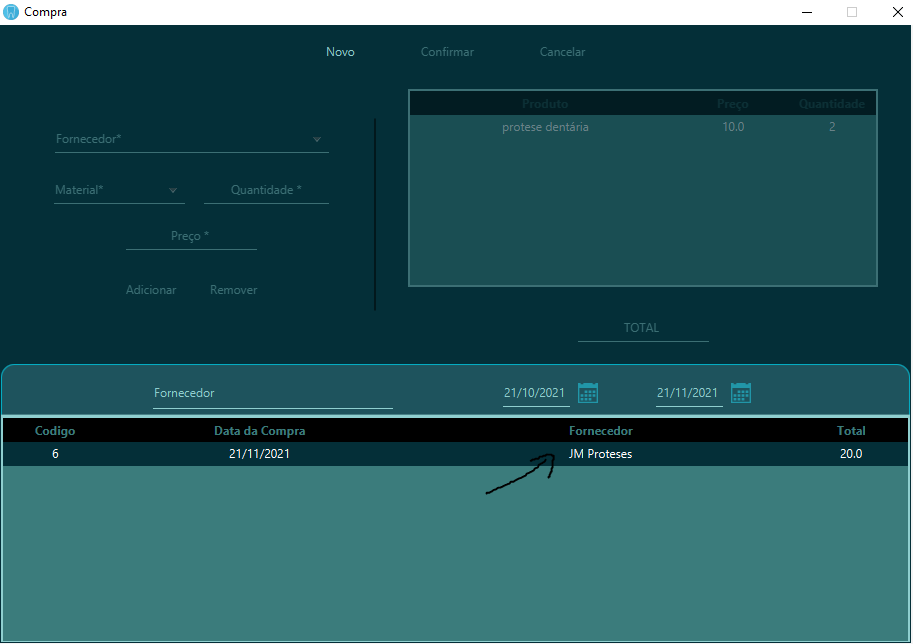 Compra
Novo Confirmar Cancelar
Produto Preço Quantidade
protese dentária 10.0 2
Fornecedor*
Material* Quantidade *
Preço *
Adicionar Remover
TOTAL
Fornecedor 21/10/2021 21/11/2021
Codigo Data da Compra Fornecedor Total
6 21/11/2021 JM Proteses 20.0